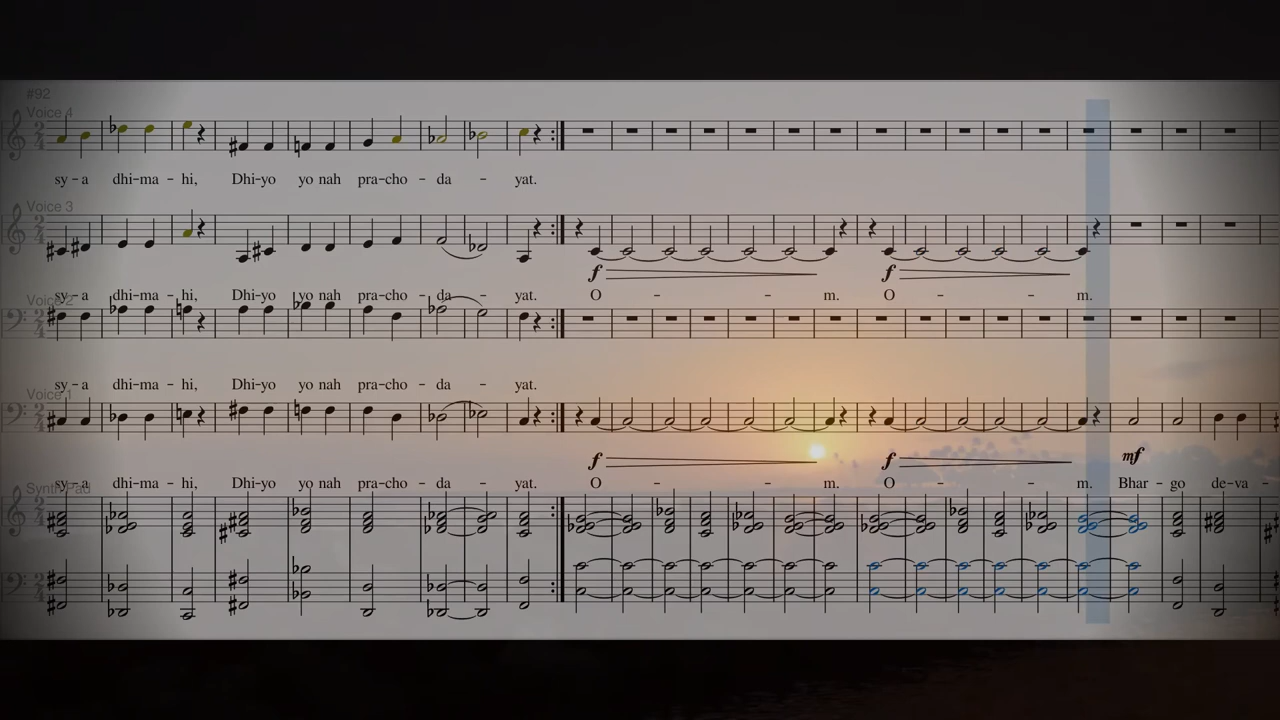 #92
Voice 4
sy - a dhi-ma - hi, Dhi-yo yo nah pra-cho - da - yat.
Voice 3
f f
sy - a dhi-ma - hi, Dhi-yo yo nah pra-cho - da - yat. O - - m. O - - m.
Voice 2
sy - a dhi-ma - hi, Dhi-yo yo nah pra-cho - da - yat.
Voice 1
f f mf
sy - a dhi-ma - hi, Dhi-yo yo nah pra-cho - da - yat. O - - m. O - - m. Bhar - go de-va -
Synth Pad